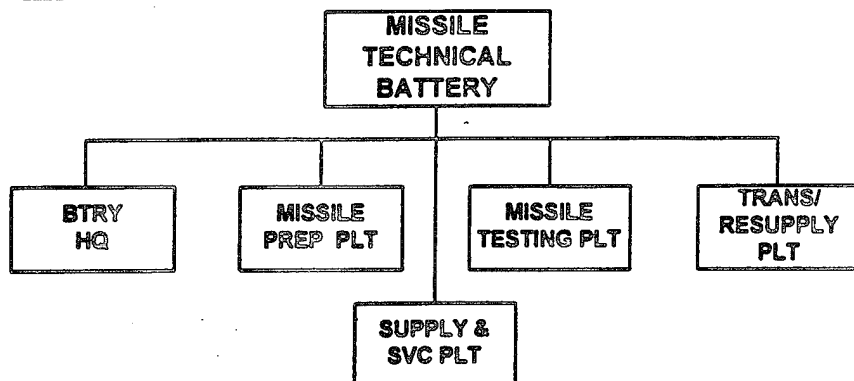 MISSILE
TECHNICAL
BATTERY
BTRY
HQ
MISSILE
PREP PLT
MISSILE
TESTING PLT
TRANS/
RESUPPLY
PLT
SUPPLY &
SVC PLT